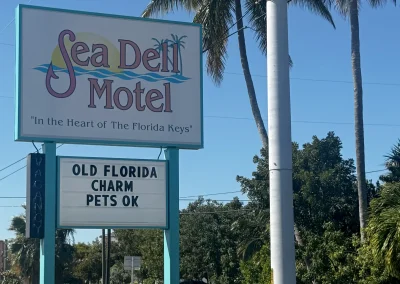 Sea Dell
Motel
"In the Heart of The Florida Keys"
OLD FLORIDA
CHARM
PETS OK